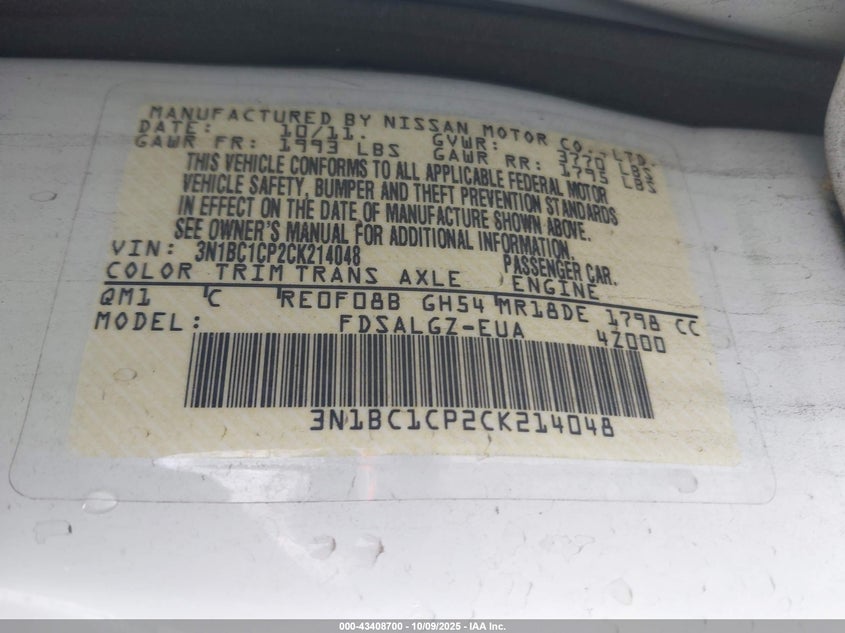 MANUFACTURED BY NISSAN MOTOR CO., LTD.
DATE: 10/11. GVWR: 3770 LBS
GAWR FR: 1993 LBS GAWR RR: 1795 LBS
THIS VEHICLE CONFORMS TO ALL APPLICABLE FEDERAL MOTOR
VEHICLE SAFETY, BUMPER AND THEFT PREVENTION STANDARDS
IN EFFECT ON THE DATE OF MANUFACTURE SHOWN ABOVE.
SEE OWNER'S MANUAL FOR ADDITIONAL INFORMATION.
VIN: 3N1BC1CP2CK214048 PASSENGER CAR.
COLOR TRIM TRANS AXLE ENGINE
QM1 C RE0F08B GH54 MR18DE 1798 CC
MODEL: FDSALGZ-EUA 4Z000
3N1BC1CP2CK214048
000-43408700 - 10/09/2025 - IAA Inc.